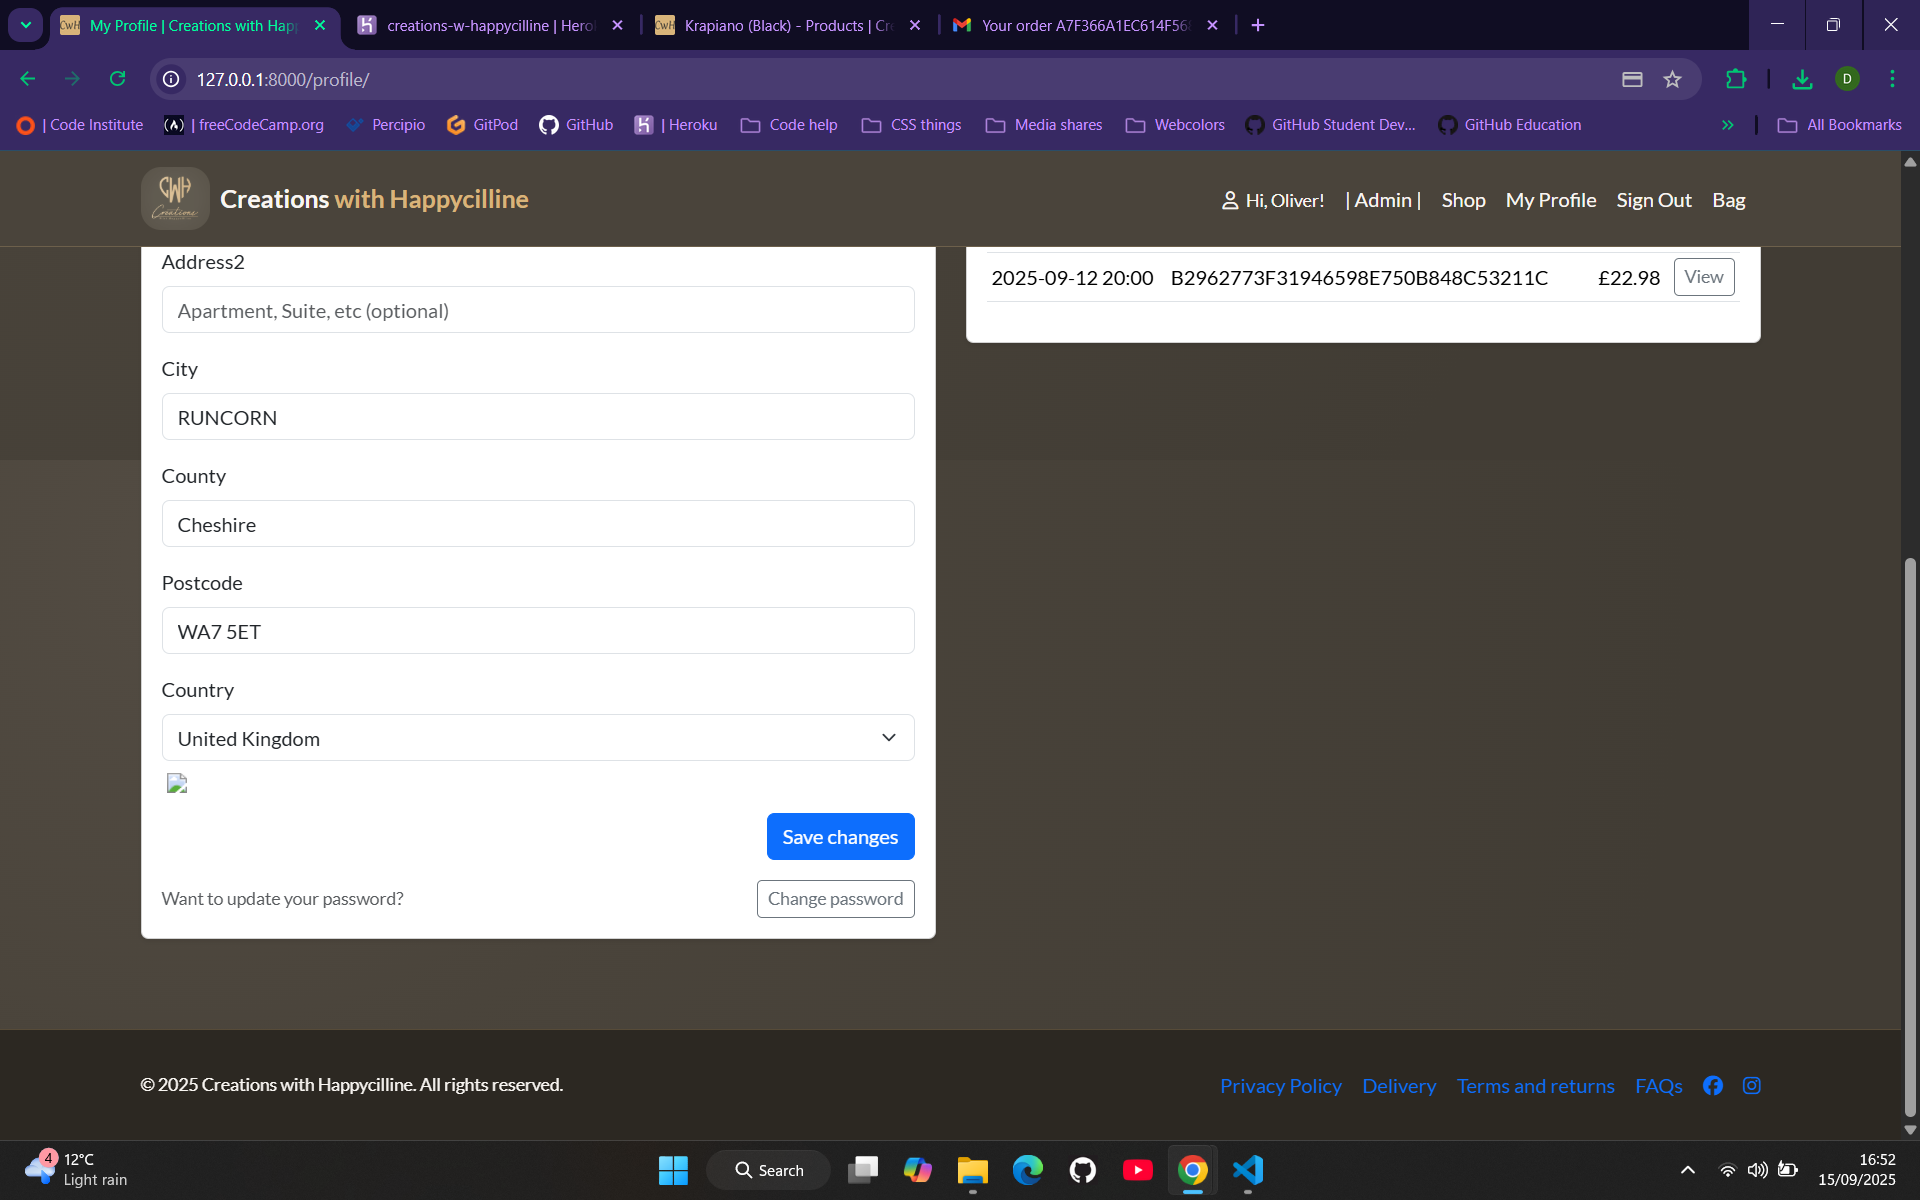 My Profile | Creations with Happ
creations-w-happycilline | Hero
Krapiano (Black) - Products | Cr
Your order A7F366A1EC614F56
127.0.0.1:8000/profile/
D
| Code Institute
| freeCodeCamp.org
Percipio
GitPod
GitHub
| Heroku
Code help
CSS things
Media shares
Webcolors
GitHub Student Dev...
GitHub Education
All Bookmarks
CWH
Creations
Creations with Happycilline
Hi, Oliver!
| Admin |
Shop
My Profile
Sign Out
Bag
Address2
Apartment, Suite, etc (optional)
City
RUNCORN
County
Cheshire
Postcode
WA7 5ET
Country
United Kingdom
Save changes
Want to update your password?
Change password
2025-09-12 20:00 B2962773F31946598E750B848C53211C £22.98 View
© 2025 Creations with Happycilline. All rights reserved.
Privacy Policy
Delivery
Terms and returns
FAQs
4
12°C
Light rain
Search
16:52
15/09/2025